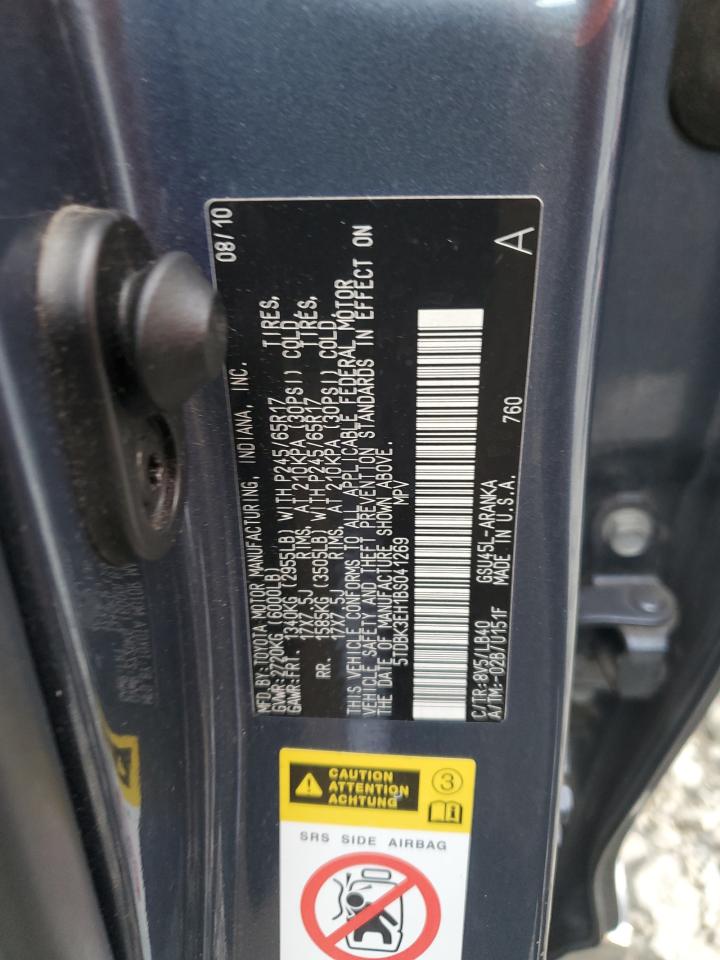 08/10
MFD.BY:TOYOTA MOTOR MANUFACTURING, INDIANA, INC.
GVWR:2720KG (6000LB)
GAWR:FRT. 1340KG (2955LB) WITH P245/65R17 TIRES,
17X7.5J RIMS, AT 210KPA (30PSI) COLD
RR. 1585KG (3505LB) WITH P245/65R17 TIRES,
17X7.5J RIMS, AT 210KPA (30PSI) COLD
THIS VEHICLE CONFORMS TO ALL APPLICABLE FEDERAL MOTOR
VEHICLE SAFETY AND THEFT PREVENTION STANDARDS IN EFFECT ON
THE DATE OF MANUFACTURE SHOWN ABOVE.
5TDBK3EH1BS041269 MPV
C/TR:8V5/LB40 GSU45L-ARANKA 760 A
A/TM:-02B/U151F MADE IN U.S.A.
CAUTION
ATTENTION
ACHTUNG
3
SRS SIDE AIRBAG